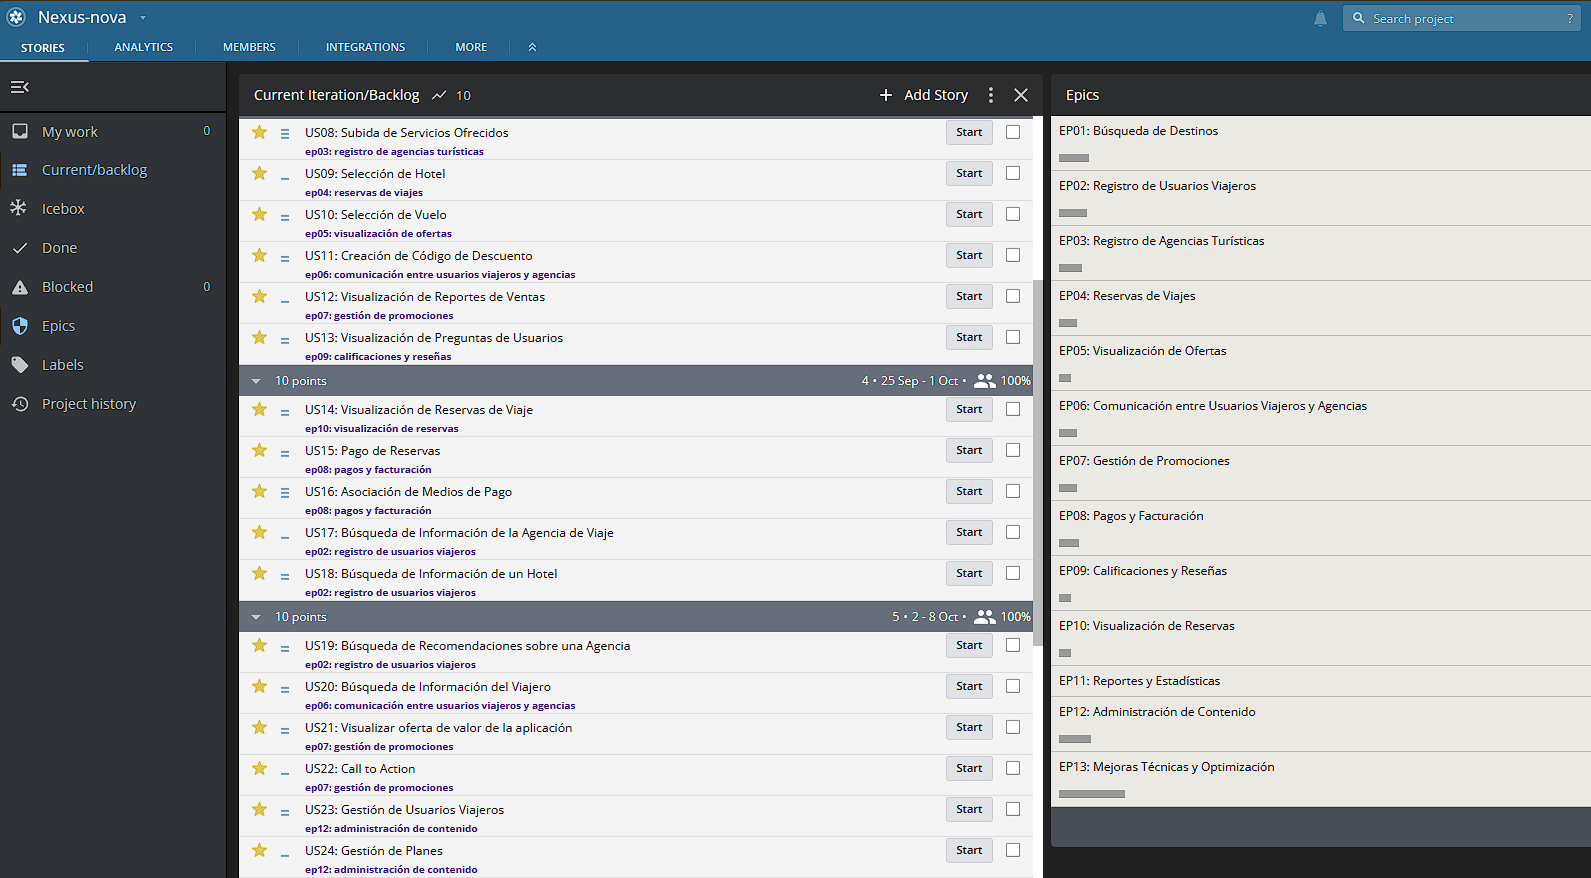 Nexus-nova
Search project
?
STORIES
ANALYTICS
MEMBERS
INTEGRATIONS
MORE
My work 0
Current/backlog
Icebox
Done
Blocked 0
Epics
Labels
Project history
Current Iteration/Backlog 10
Add Story
US08: Subida de Servicios Ofrecidos Start
ep03: registro de agencias turísticas
US09: Selección de Hotel Start
ep04: reservas de viajes
US10: Selección de Vuelo Start
ep05: visualización de ofertas
US11: Creación de Código de Descuento Start
ep06: comunicación entre usuarios viajeros y agencias
US12: Visualización de Reportes de Ventas Start
ep07: gestión de promociones
US13: Visualización de Preguntas de Usuarios Start
ep09: calificaciones y reseñas
10 points 4 • 25 Sep - 1 Oct • 100%
US14: Visualización de Reservas de Viaje Start
ep10: visualización de reservas
US15: Pago de Reservas Start
ep08: pagos y facturación
US16: Asociación de Medios de Pago Start
ep08: pagos y facturación
US17: Búsqueda de Información de la Agencia de Viaje Start
ep02: registro de usuarios viajeros
US18: Búsqueda de Información de un Hotel Start
ep02: registro de usuarios viajeros
10 points 5 • 2 - 8 Oct • 100%
US19: Búsqueda de Recomendaciones sobre una Agencia Start
ep02: registro de usuarios viajeros
US20: Búsqueda de Información del Viajero Start
ep06: comunicación entre usuarios viajeros y agencias
US21: Visualizar oferta de valor de la aplicación Start
ep07: gestión de promociones
US22: Call to Action Start
ep07: gestión de promociones
US23: Gestión de Usuarios Viajeros Start
ep12: administración de contenido
US24: Gestión de Planes Start
ep12: administración de contenido
Epics
EP01: Búsqueda de Destinos
EP02: Registro de Usuarios Viajeros
EP03: Registro de Agencias Turísticas
EP04: Reservas de Viajes
EP05: Visualización de Ofertas
EP06: Comunicación entre Usuarios Viajeros y Agencias
EP07: Gestión de Promociones
EP08: Pagos y Facturación
EP09: Calificaciones y Reseñas
EP10: Visualización de Reservas
EP11: Reportes y Estadísticas
EP12: Administración de Contenido
EP13: Mejoras Técnicas y Optimización